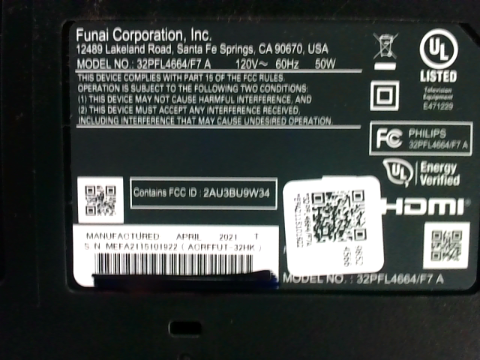 Funai Corporation, Inc.
12489 Lakeland Road, Santa Fe Springs, CA 90670, USA
MODEL NO.: 32PFL4664/F7 A 120V~ 60Hz 50W
THIS DEVICE COMPLIES WITH PART 15 OF THE FCC RULES.
OPERATION IS SUBJECT TO THE FOLLOWING TWO CONDITIONS:
(1) THIS DEVICE MAY NOT CAUSE HARMFUL INTERFERENCE, AND
(2) THIS DEVICE MUST ACCEPT ANY INTERFERENCE RECEIVED,
INCLUDING INTERFERENCE THAT MAY CAUSE UNDESIRED OPERATION.
UL
LISTED
Television
Equipment
E471229
FC PHILIPS
32PFL4664/F7 A
UL Energy
Verified
Contains FCC ID : 2AU3BU9W34
HDMI
MANUFACTURED APRIL 2021 T
S/N MEFA2115101922 (ACRFFUT-32HK)
MODEL NO.: 32PFL4664/F7 A